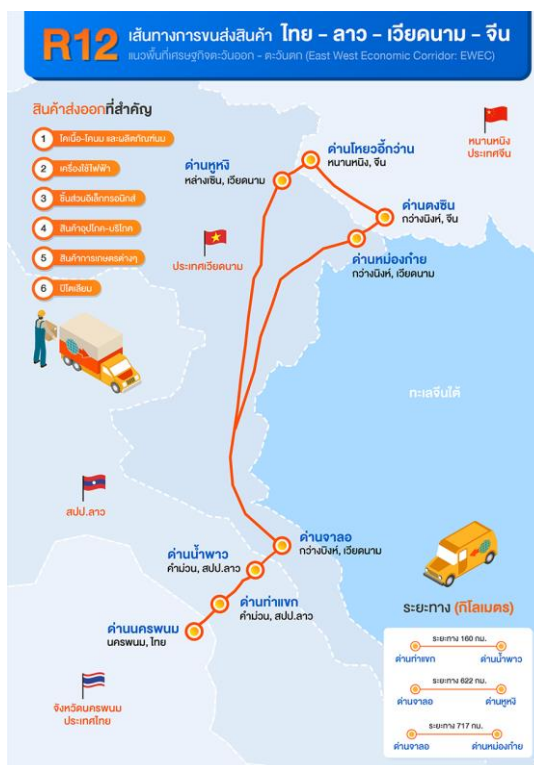 R12 เส้นทางการขนส่งสินค้า ไทย - ลาว - เวียดนาม - จีน
แนวพื้นที่เศรษฐกิจตะวันออก - ตะวันตก (East West Economic Corridor: EWEC)
สินค้าส่งออกที่สำคัญ
1 โคเนื้อ-โคนม และผลิตภัณฑ์นม
2 เครื่องใช้ไฟฟ้า
3 ชิ้นส่วนอิเล็กทรอนิกส์
4 สินค้าอุปโภค-บริโภค
5 สินค้าการเกษตรต่างๆ
6 ปิโตเลียม
หนานหนิง
ประเทศจีน
ด่านโหยวอี้กว่าน
หนานหนิง, จีน
ด่านหูหงิ
หล่างเซิน, เวียดนาม
ด่านตงซิน
กว่างนิงห์, จีน
ด่านหม่องก๋าย
กว่างนิงห์, เวียดนาม
ประเทศเวียดนาม
ทะเลจีนใต้
สปป.ลาว
ด่านจาลอ
กว่างบิงห์, เวียดนาม
ด่านน้ำพาว
คำม่วน, สปป.ลาว
ด่านท่าแขก
คำม่วน, สปป.ลาว
ด่านนครพนม
นครพนม, ไทย
จังหวัดนครพนม
ประเทศไทย
ระยะทาง (กิโลเมตร)
ระยะทาง 160 กม.
ด่านท่าแขก ด่านน้ำพาว
ระยะทาง 622 กม.
ด่านจาลอ ด่านหูหงิ
ระยะทาง 717 กม.
ด่านจาลอ ด่านหม่องก๋าย